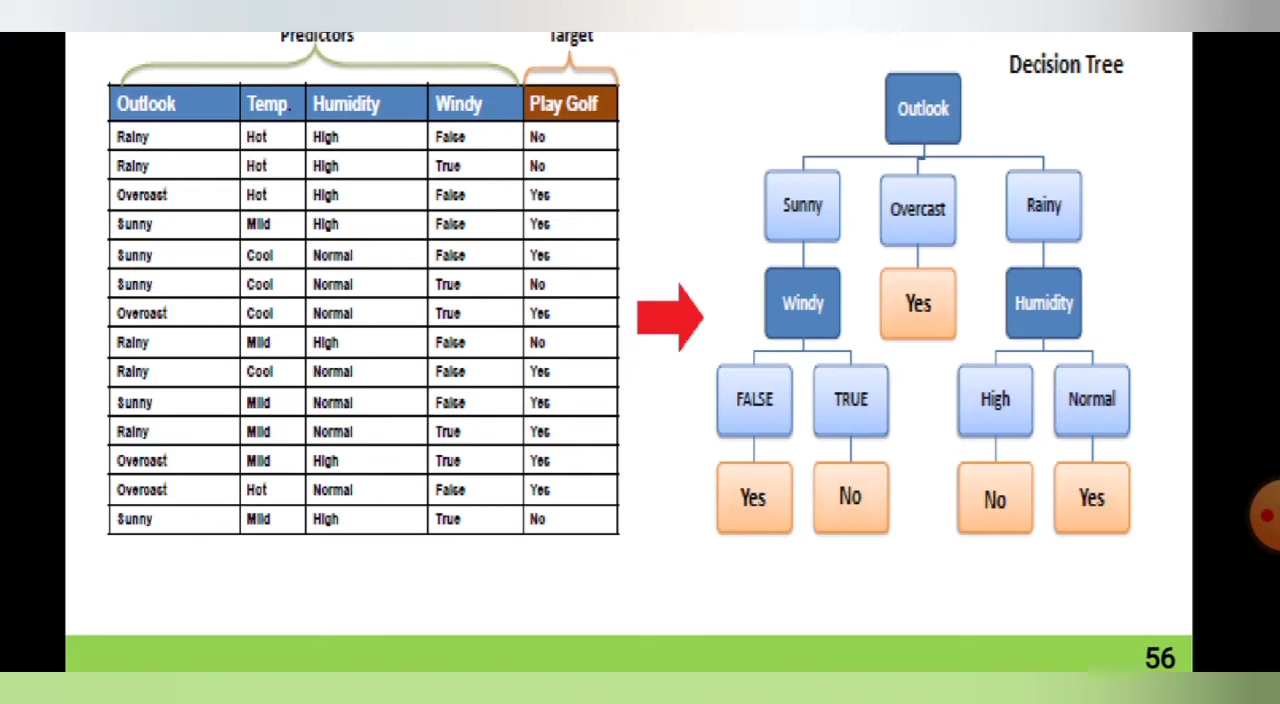 Predictors Target
Decision Tree
Outlook Temp. Humidity Windy Play Golf
Rainy Hot High False No
Rainy Hot High True No
Overoast Hot High False Yes
Sunny Mild High False Yes
Sunny Cool Normal False Yes
Sunny Cool Normal True No
Overoast Cool Normal True Yes
Rainy Mild High False No
Rainy Cool Normal False Yes
Sunny Mild Normal False Yes
Rainy Mild Normal True Yes
Overoast Mild High True Yes
Overoast Hot Normal False Yes
Sunny Mild High True No
Outlook
Sunny Overcast Rainy
Windy Yes Humidity
FALSE TRUE High Normal
Yes No No Yes
56